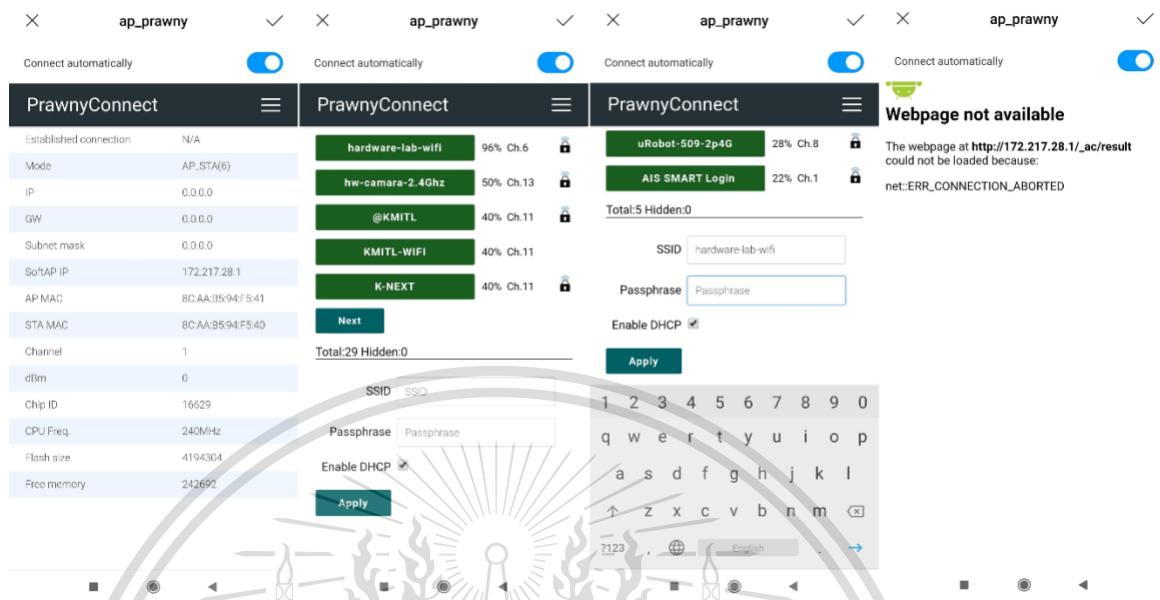 ap_prawny
Connect automatically
PrawnyConnect
Established connection N/A
Mode AP_STA(6)
IP 0.0.0.0
GW 0.0.0.0
Subnet mask 0.0.0.0
SoftAP IP 172.217.28.1
AP MAC 8C:AA:B5:94:F5:41
STA MAC 8C:AA:B5:94:F5:40
Channel 1
dBm 0
Chip ID 16629
CPU Freq. 240MHz
Flash size 4194304
Free memory 242692
ap_prawny
Connect automatically
PrawnyConnect
hardware-lab-wifi 96% Ch.6
hw-camara-2.4Ghz 50% Ch.13
@KMITL 40% Ch.11
KMITL-WIFI 40% Ch.11
K-NEXT 40% Ch.11
Next
Total:29 Hidden:0
SSID SSID
Passphrase Passphrase
Enable DHCP
Apply
ap_prawny
Connect automatically
PrawnyConnect
uRobot-509-2p4G 28% Ch.8
AIS SMART Login 22% Ch.1
Total:5 Hidden:0
SSID hardware-lab-wifi
Passphrase Passphrase
Enable DHCP
Apply
1 2 3 4 5 6 7 8 9 0
q w e r t y u i o p
a s d f g h j k l
z x c v b n m
?123 , English .
ap_prawny
Connect automatically
Webpage not available
The webpage at http://172.217.28.1/_ac/result
could not be loaded because:
net::ERR_CONNECTION_ABORTED